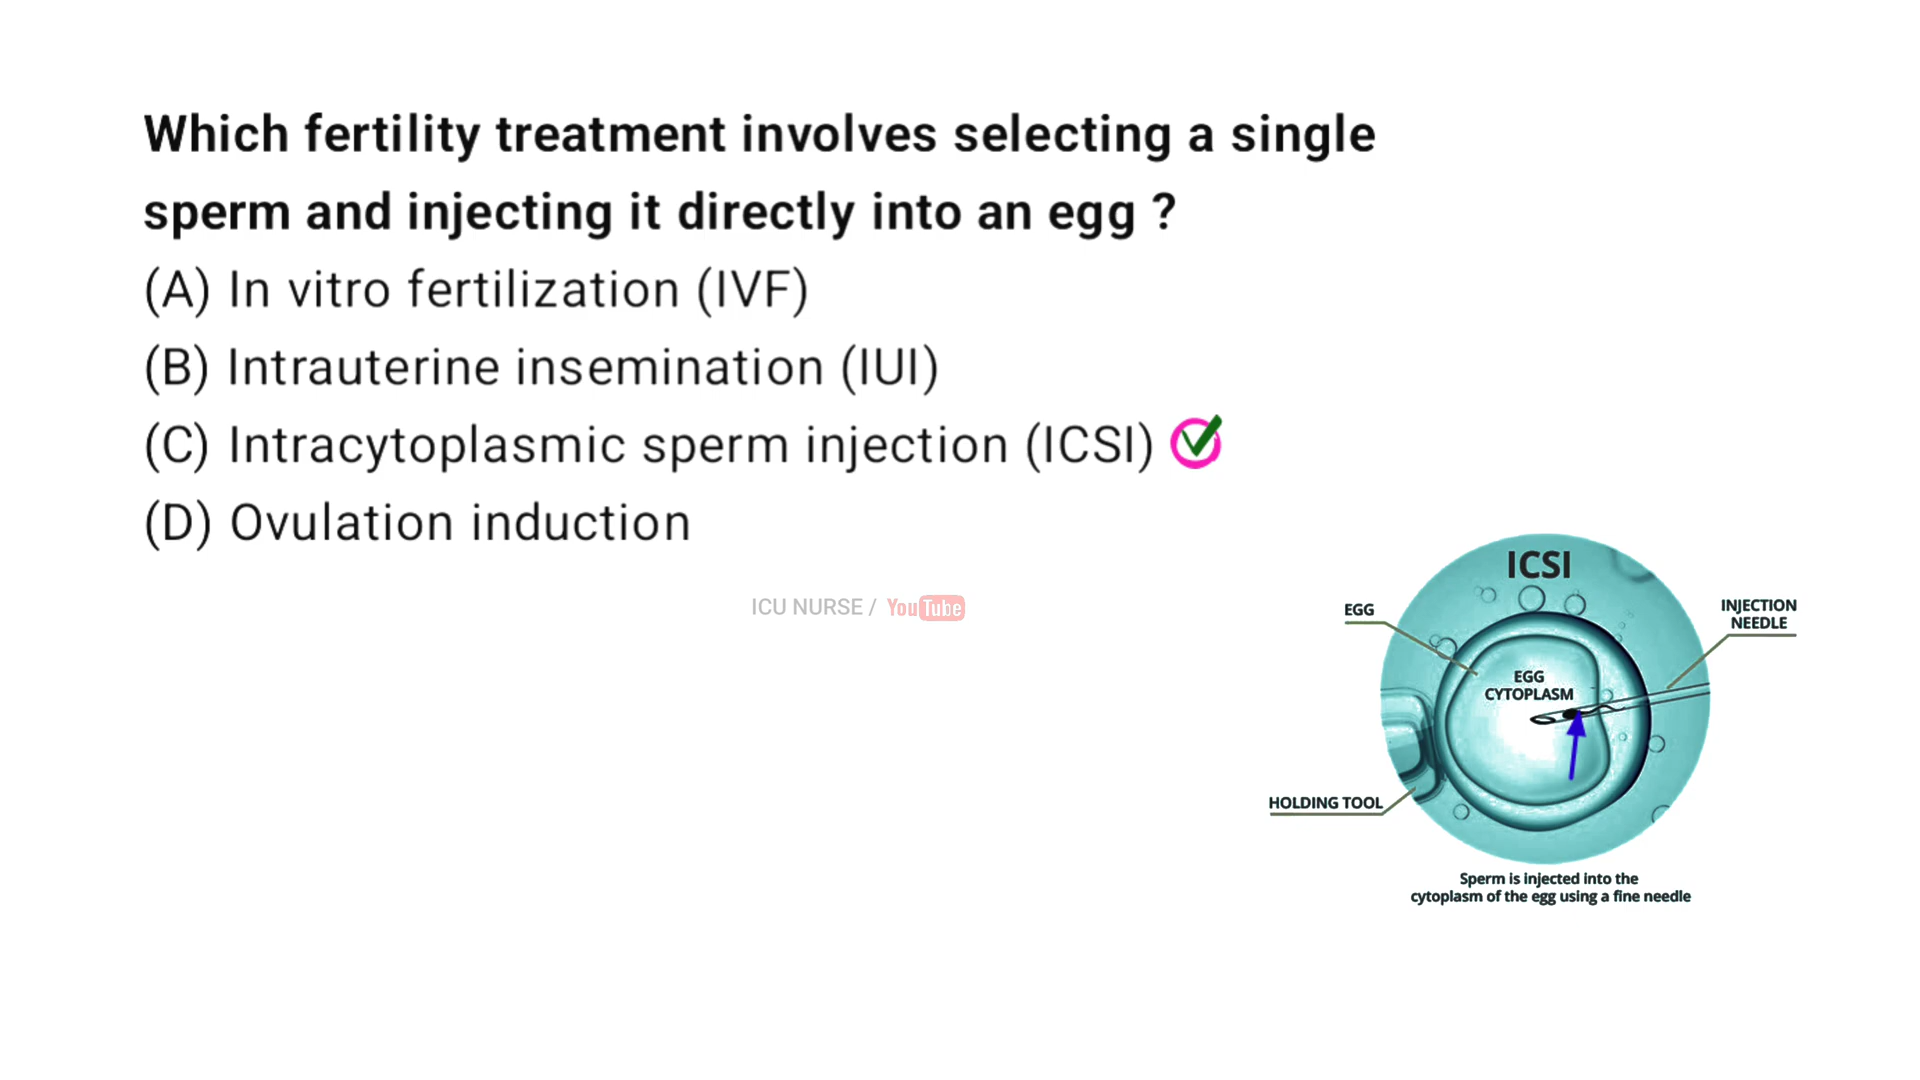 Which fertility treatment involves selecting a single
sperm and injecting it directly into an egg ?
(A) In vitro fertilization (IVF)
(B) Intrauterine insemination (IUI)
(C) Intracytoplasmic sperm injection (ICSI)
(D) Ovulation induction
ICU NURSE / YouTube
ICSI
EGG
INJECTION
NEEDLE
EGG
CYTOPLASM
HOLDING TOOL
Sperm is injected into the
cytoplasm of the egg using a fine needle